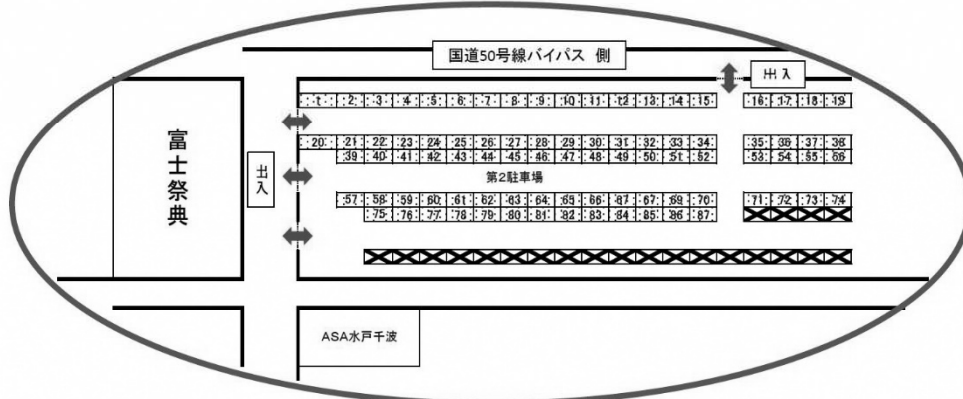 国道50号線バイパス 側
出入
1 2 3 4 5 6 7 8 9 10 11 12 13 14 15 16 17 18 19
富士祭典
出入
20 21 22 23 24 25 26 27 28 29 30 31 32 33 34 35 36 37 38
39 40 41 42 43 44 45 46 47 48 49 50 51 52 53 54 55 56
第2駐車場
57 58 59 60 61 62 63 64 65 66 67 68 69 70 71 72 73 74
75 76 77 78 79 80 81 82 83 84 85 86 87
ASA水戸千波